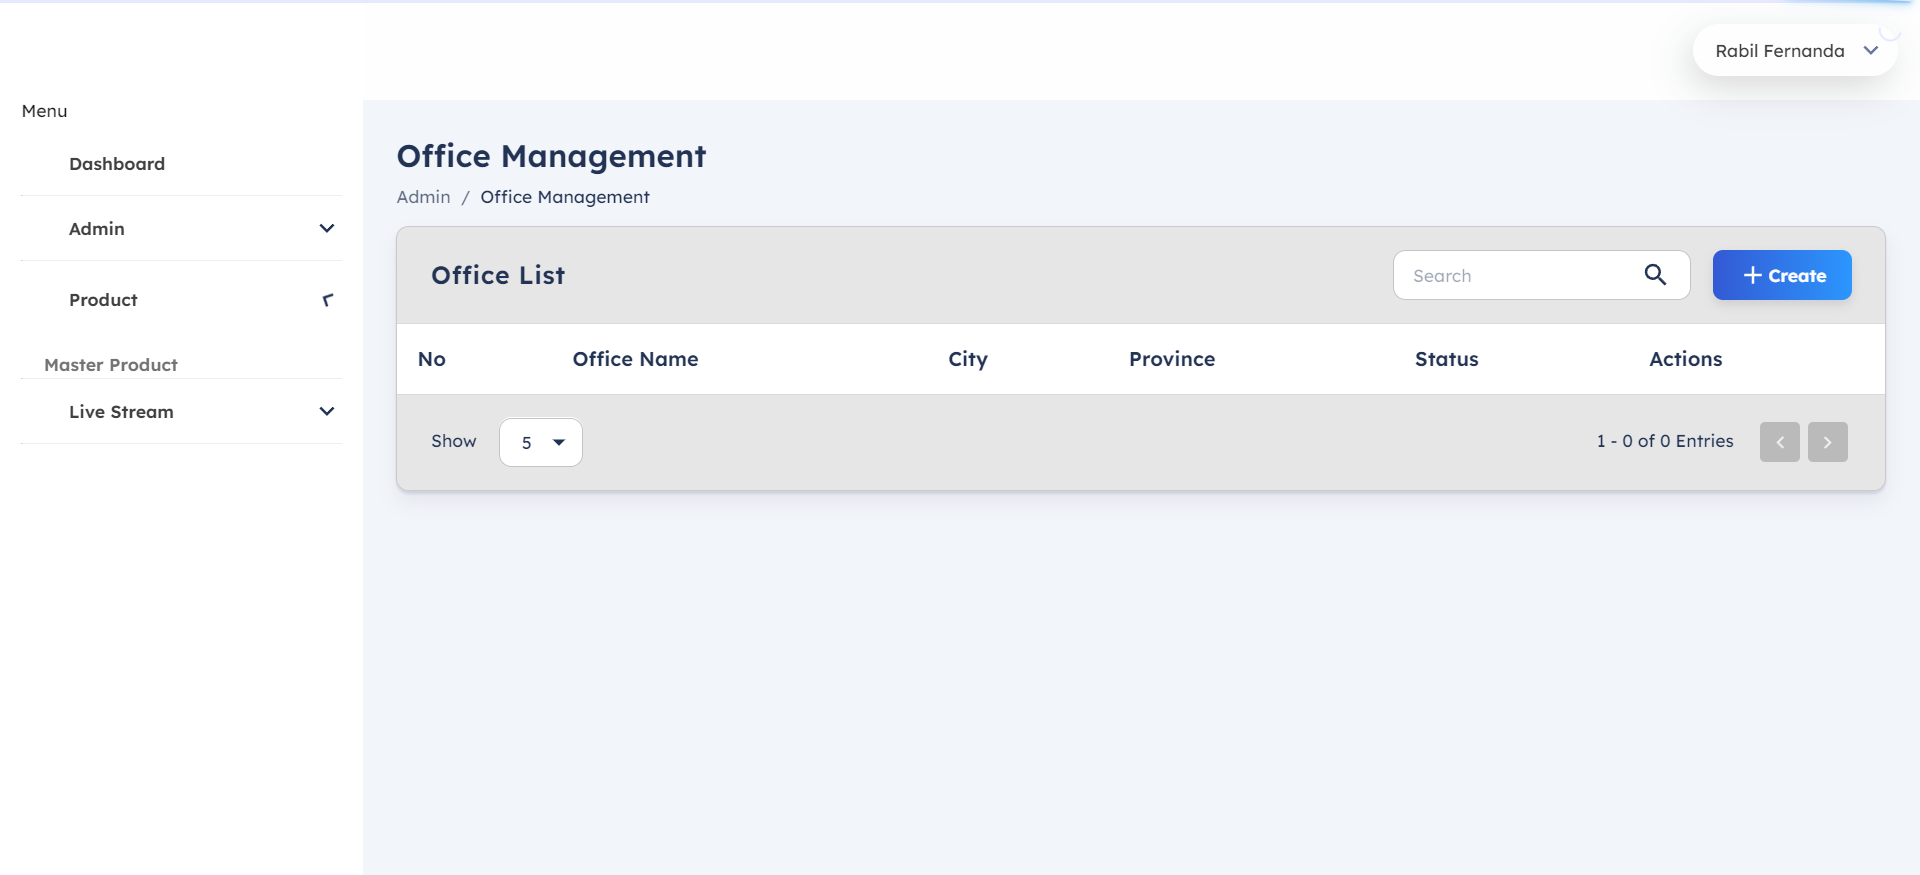 Rabil Fernanda
Menu
Dashboard
Admin
Product
Master Product
Live Stream
Office Management
Admin / Office Management
Office List
Search
Create
No Office Name City Province Status Actions
Show 5
1 - 0 of 0 Entries